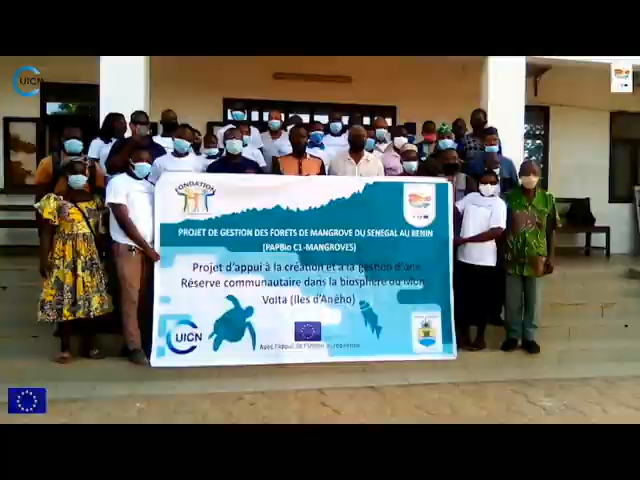 UICN
FONDATION
PROJET DE GESTION DES FORETS DE MANGROVE DU SENEGAL AU BENIN
(PAPBio C1-MANGROVES)
Projet d'appui à la création et à la gestion d'une
Réserve communautaire dans la biosphère du Mono
Volta (Iles d'Aného)
UICN
Avec l'appui de l'Union européenne